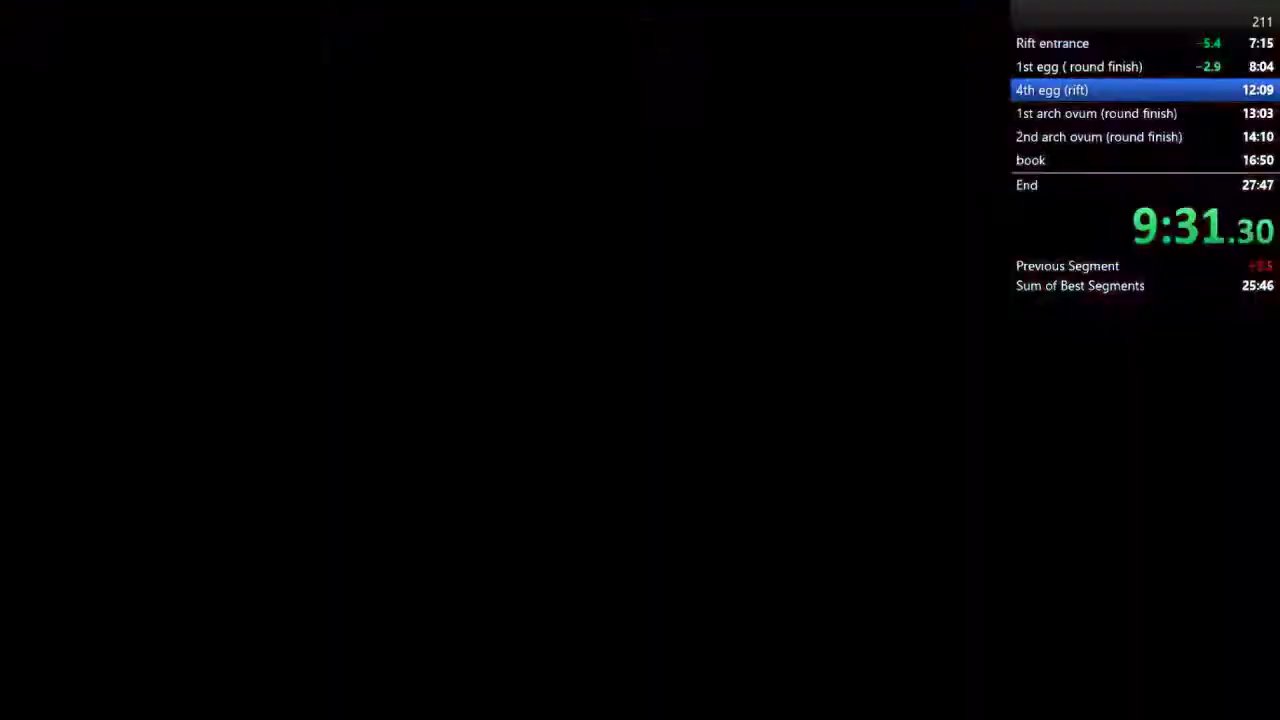 211
Rift entrance -5.4 7:15
1st egg ( round finish) -2.9 8:04
4th egg (rift) 12:09
1st arch ovum (round finish) 13:03
2nd arch ovum (round finish) 14:10
book 16:50
End 27:47
9:31.30
Previous Segment
Sum of Best Segments 25:46